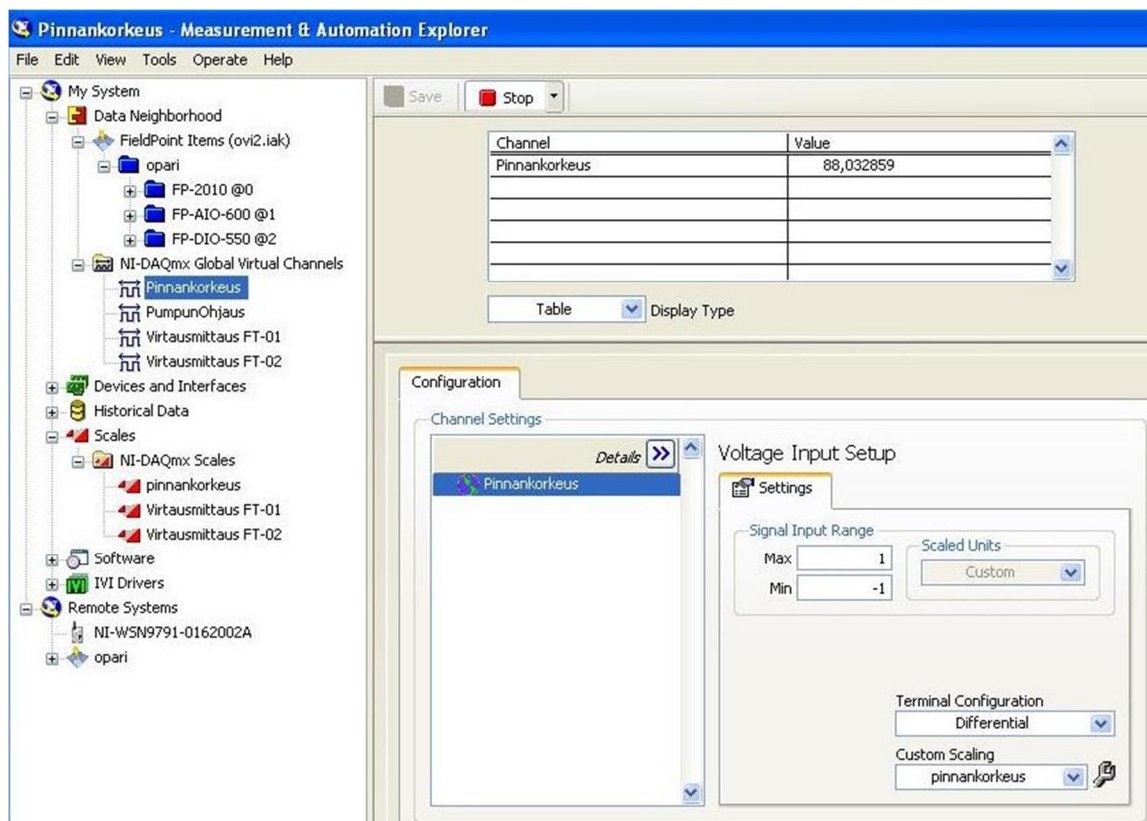 Pinnankorkeus - Measurement & Automation Explorer
File Edit View Tools Operate Help
My System
Data Neighborhood
FieldPoint Items (ovi2.iak)
opari
FP-2010 @0
FP-AIO-600 @1
FP-DIO-550 @2
NI-DAQmx Global Virtual Channels
Pinnankorkeus
PumpunOhjaus
Virtausmittaus FT-01
Virtausmittaus FT-02
Devices and Interfaces
Historical Data
Scales
NI-DAQmx Scales
pinnankorkeus
Virtausmittaus FT-01
Virtausmittaus FT-02
Software
IVI Drivers
Remote Systems
NI-WSN9791-0162002A
opari
Save Stop
Channel Value
Pinnankorkeus 88,032859
Table Display Type
Configuration
Channel Settings
Details
Pinnankorkeus
Voltage Input Setup
Settings
Signal Input Range
Max 1
Min -1
Scaled Units
Custom
Terminal Configuration
Differential
Custom Scaling
pinnankorkeus